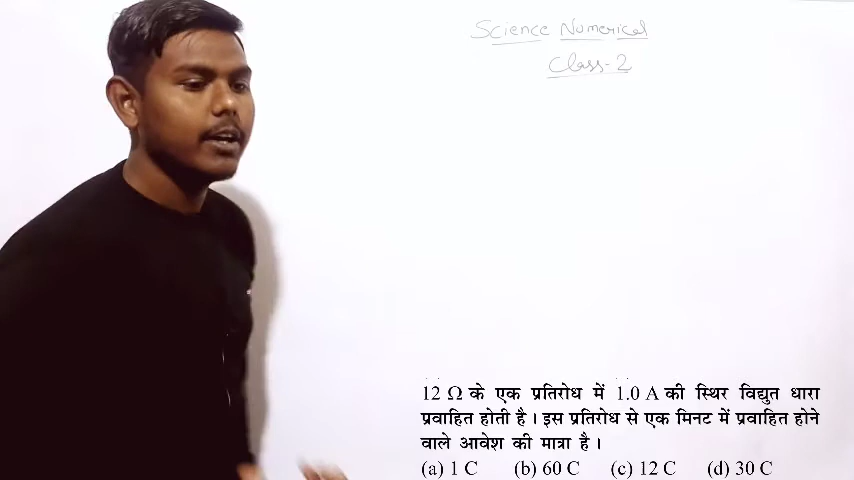 Science Numerical
Class-2
12 Ω के एक प्रतिरोध में 1.0 A की स्थिर विद्युत धारा
प्रवाहित होती है। इस प्रतिरोध से एक मिनट में प्रवाहित होने
वाले आवेश की मात्रा है।
(a) 1 C (b) 60 C (c) 12 C (d) 30 C